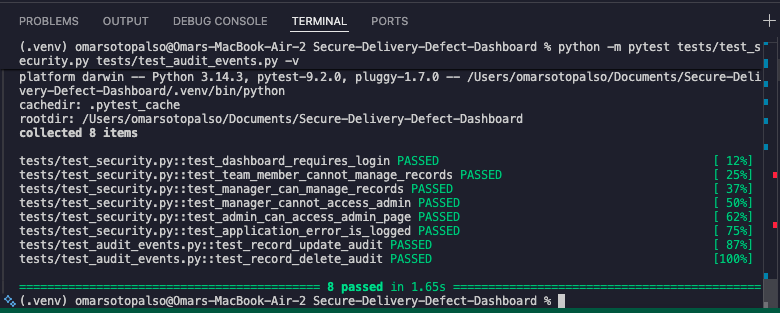 PROBLEMS OUTPUT DEBUG CONSOLE TERMINAL PORTS
(.venv) omarsotopalso@Omars-MacBook-Air-2 Secure-Delivery-Defect-Dashboard % python -m pytest tests/test_s
ecurity.py tests/test_audit_events.py -v
platform darwin -- Python 3.14.3, pytest-9.2.0, pluggy-1.7.0 -- /Users/omarsotopalso/Documents/Secure-Deli
very-Defect-Dashboard/.venv/bin/python
cachedir: .pytest_cache
rootdir: /Users/omarsotopalso/Documents/Secure-Delivery-Defect-Dashboard
collected 8 items
tests/test_security.py::test_dashboard_requires_login PASSED [ 12%]
tests/test_security.py::test_team_member_cannot_manage_records PASSED [ 25%]
tests/test_security.py::test_manager_can_manage_records PASSED [ 37%]
tests/test_security.py::test_manager_cannot_access_admin PASSED [ 50%]
tests/test_security.py::test_admin_can_access_admin_page PASSED [ 62%]
tests/test_security.py::test_application_error_is_logged PASSED [ 75%]
tests/test_audit_events.py::test_record_update_audit PASSED [ 87%]
tests/test_audit_events.py::test_record_delete_audit PASSED [100%]
========================================= 8 passed in 1.65s ==========================================
(.venv) omarsotopalso@Omars-MacBook-Air-2 Secure-Delivery-Defect-Dashboard %